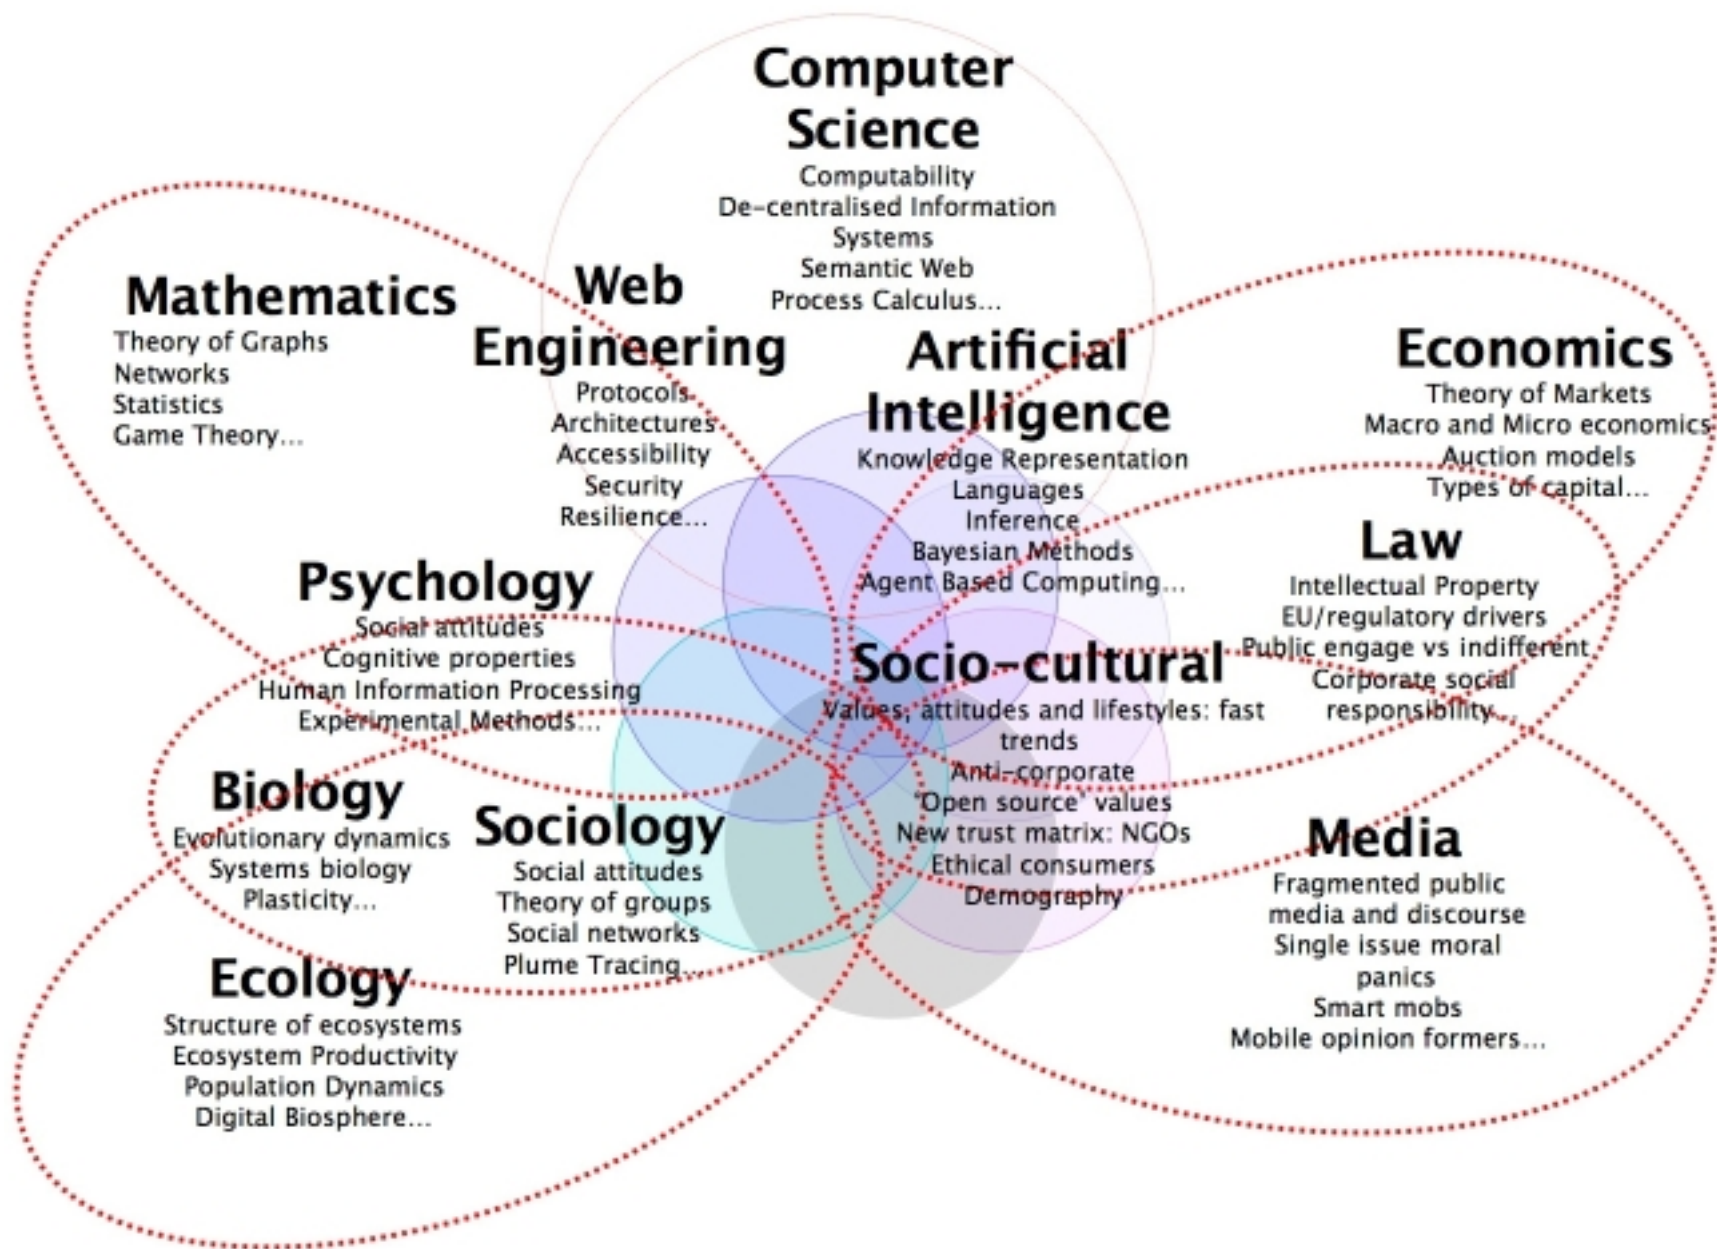 Computer
Science
Computability
De-centralised Information
Systems
Semantic Web
Process Calculus...
Mathematics
Theory of Graphs
Networks
Statistics
Game Theory...
Web
Engineering
Protocols
Architectures
Accessibility
Security
Resilience...
Artificial
Intelligence
Knowledge Representation
Languages
Inference
Bayesian Methods
Agent Based Computing...
Economics
Theory of Markets
Macro and Micro economics
Auction models
Types of capital...
Law
Intellectual Property
EU/regulatory drivers
Public engage vs indifferent
Corporate social
responsibility...
Psychology
Social attitudes
Cognitive properties
Human Information Processing
Experimental Methods...
Socio-cultural
Values, attitudes and lifestyles: fast
trends
Anti-corporate
'Open source' values
New trust matrix: NGOs
Ethical consumers
Demography
Biology
Evolutionary dynamics
Systems biology
Plasticity...
Sociology
Social attitudes
Theory of groups
Social networks
Plume Tracing...
Media
Fragmented public
media and discourse
Single issue moral
panics
Smart mobs
Mobile opinion formers...
Ecology
Structure of ecosystems
Ecosystem Productivity
Population Dynamics
Digital Biosphere...